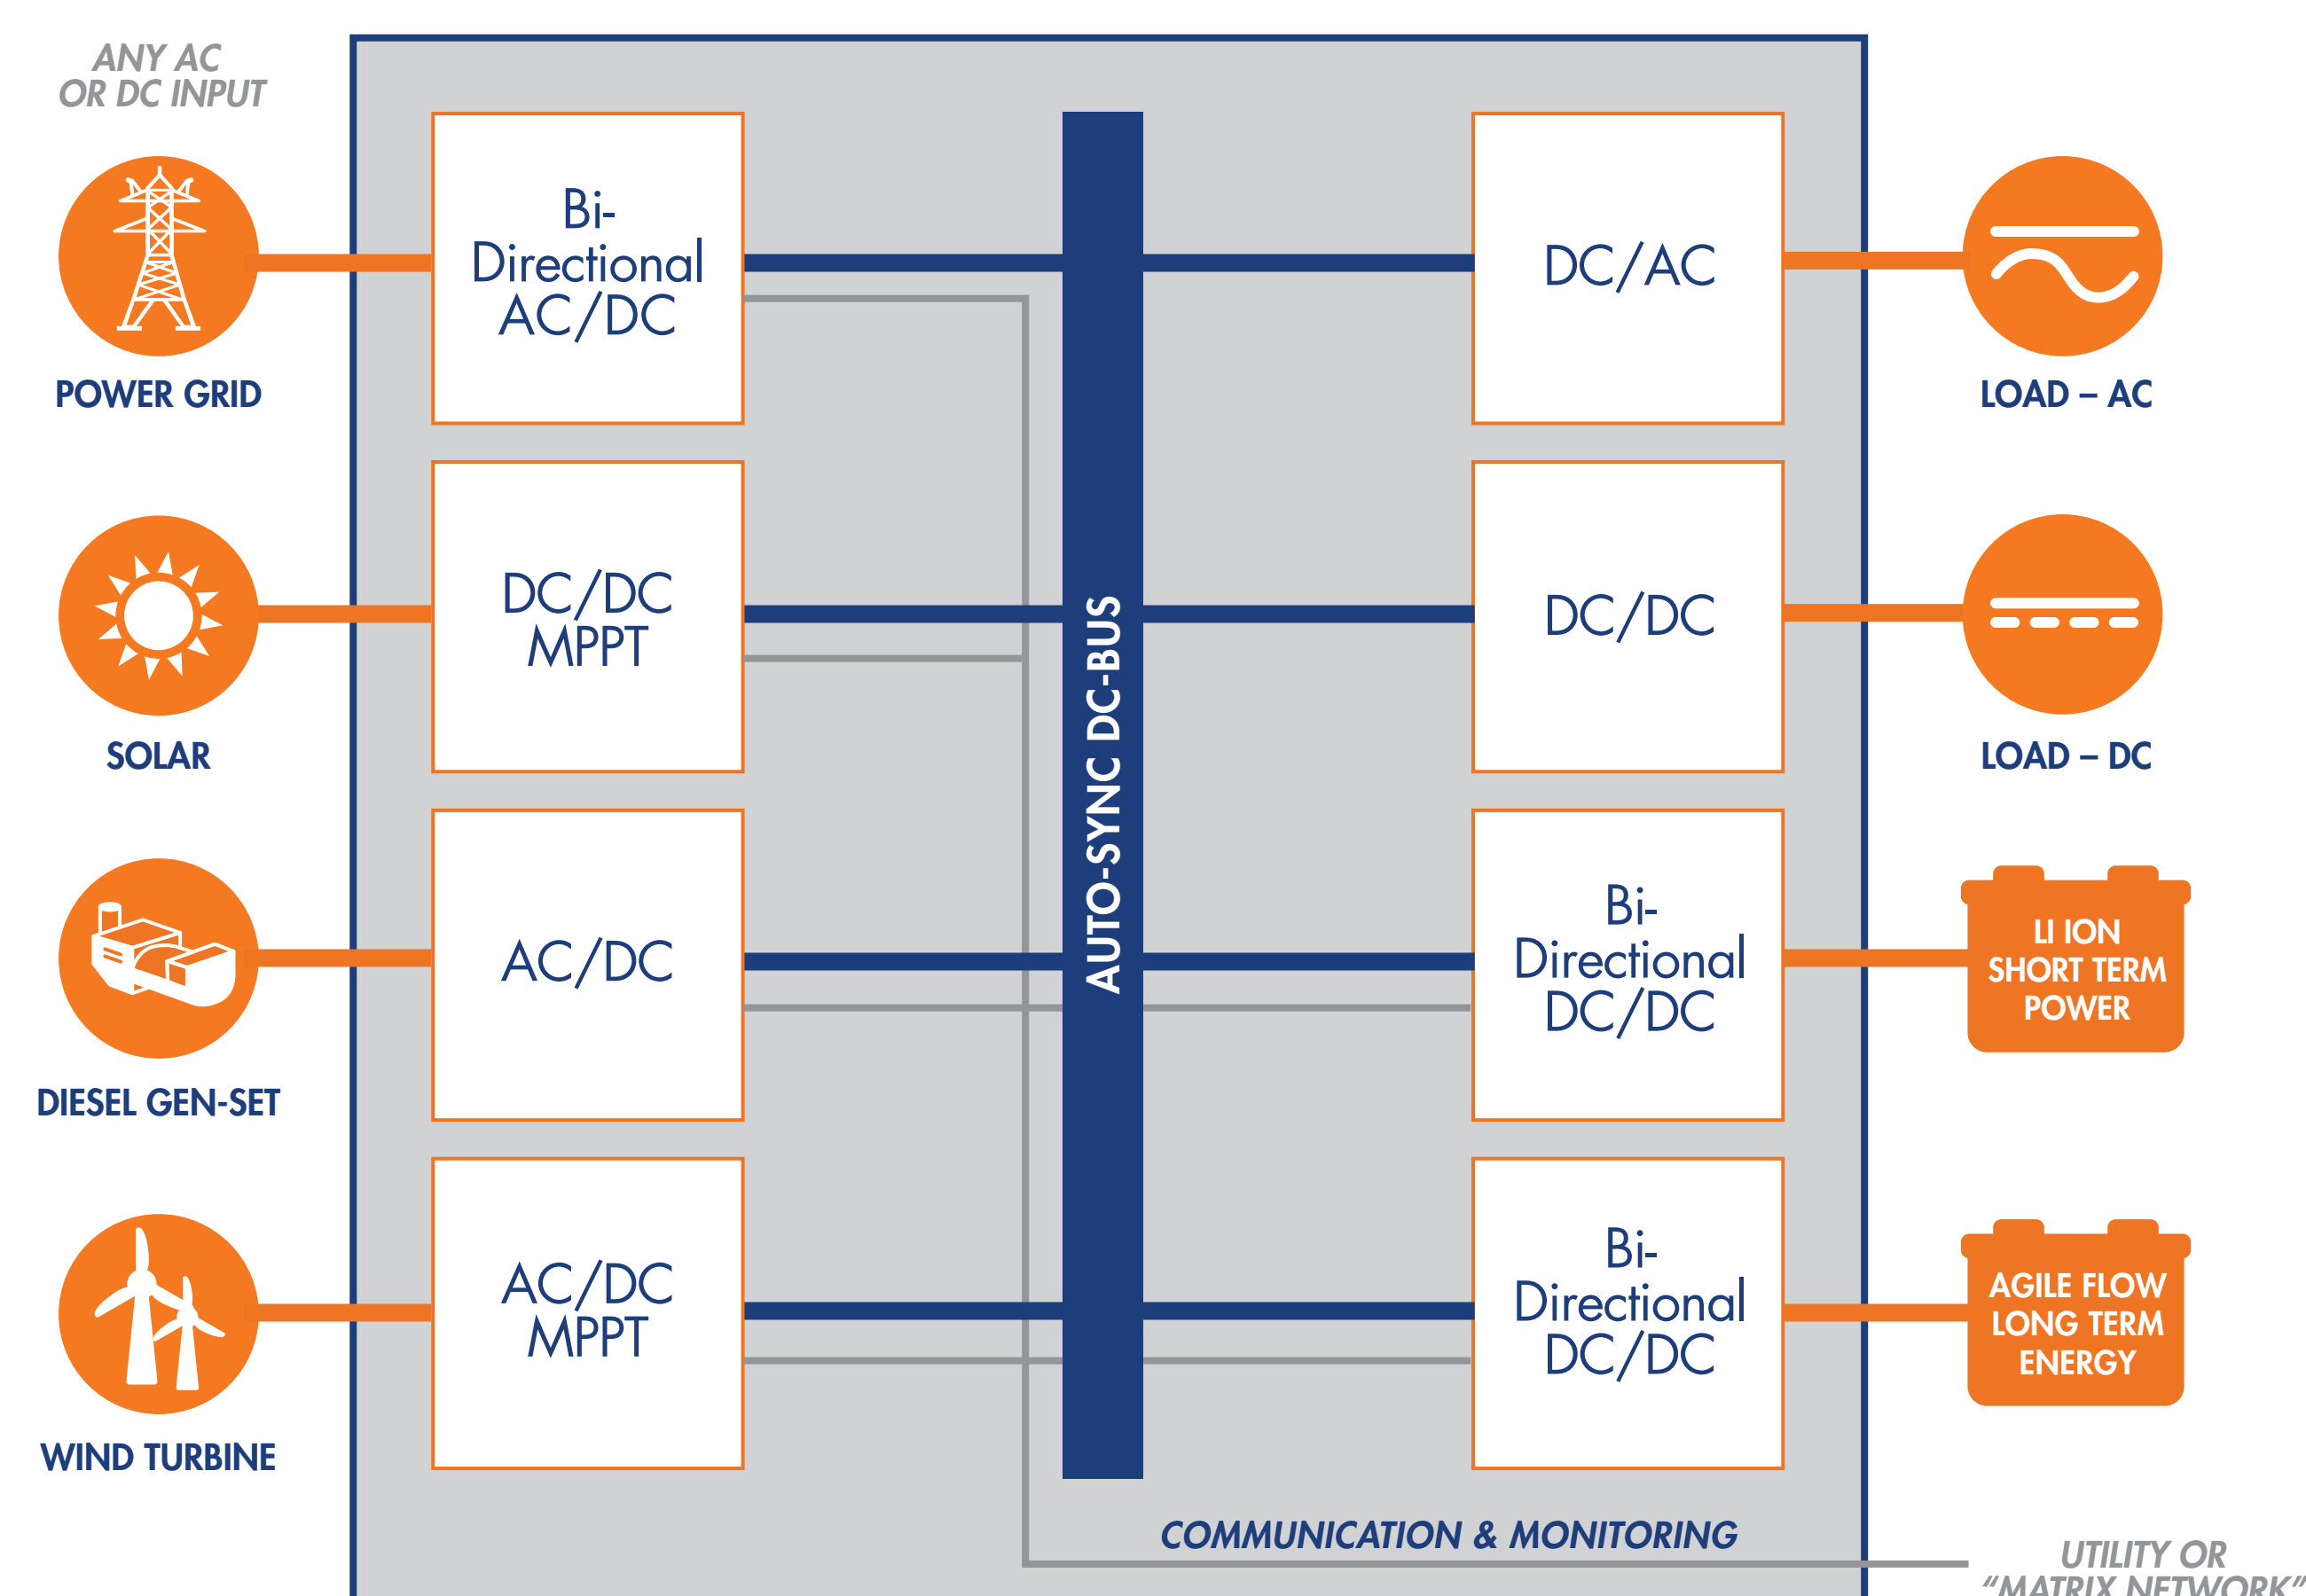 ANY AC
OR DC INPUT
POWER GRID
Bi-
Directional
AC/DC
DC/AC
LOAD – AC
SOLAR
DC/DC
MPPT
AUTO-SYNC DC-BUS
DC/DC
LOAD – DC
DIESEL GEN-SET
AC/DC
Bi-
Directional
DC/DC
LI ION
SHORT TERM
POWER
WIND TURBINE
AC/DC
MPPT
Bi-
Directional
DC/DC
AGILE FLOW
LONG TERM
ENERGY
COMMUNICATION & MONITORING
UTILITY OR
“MATRIX NETWORK”